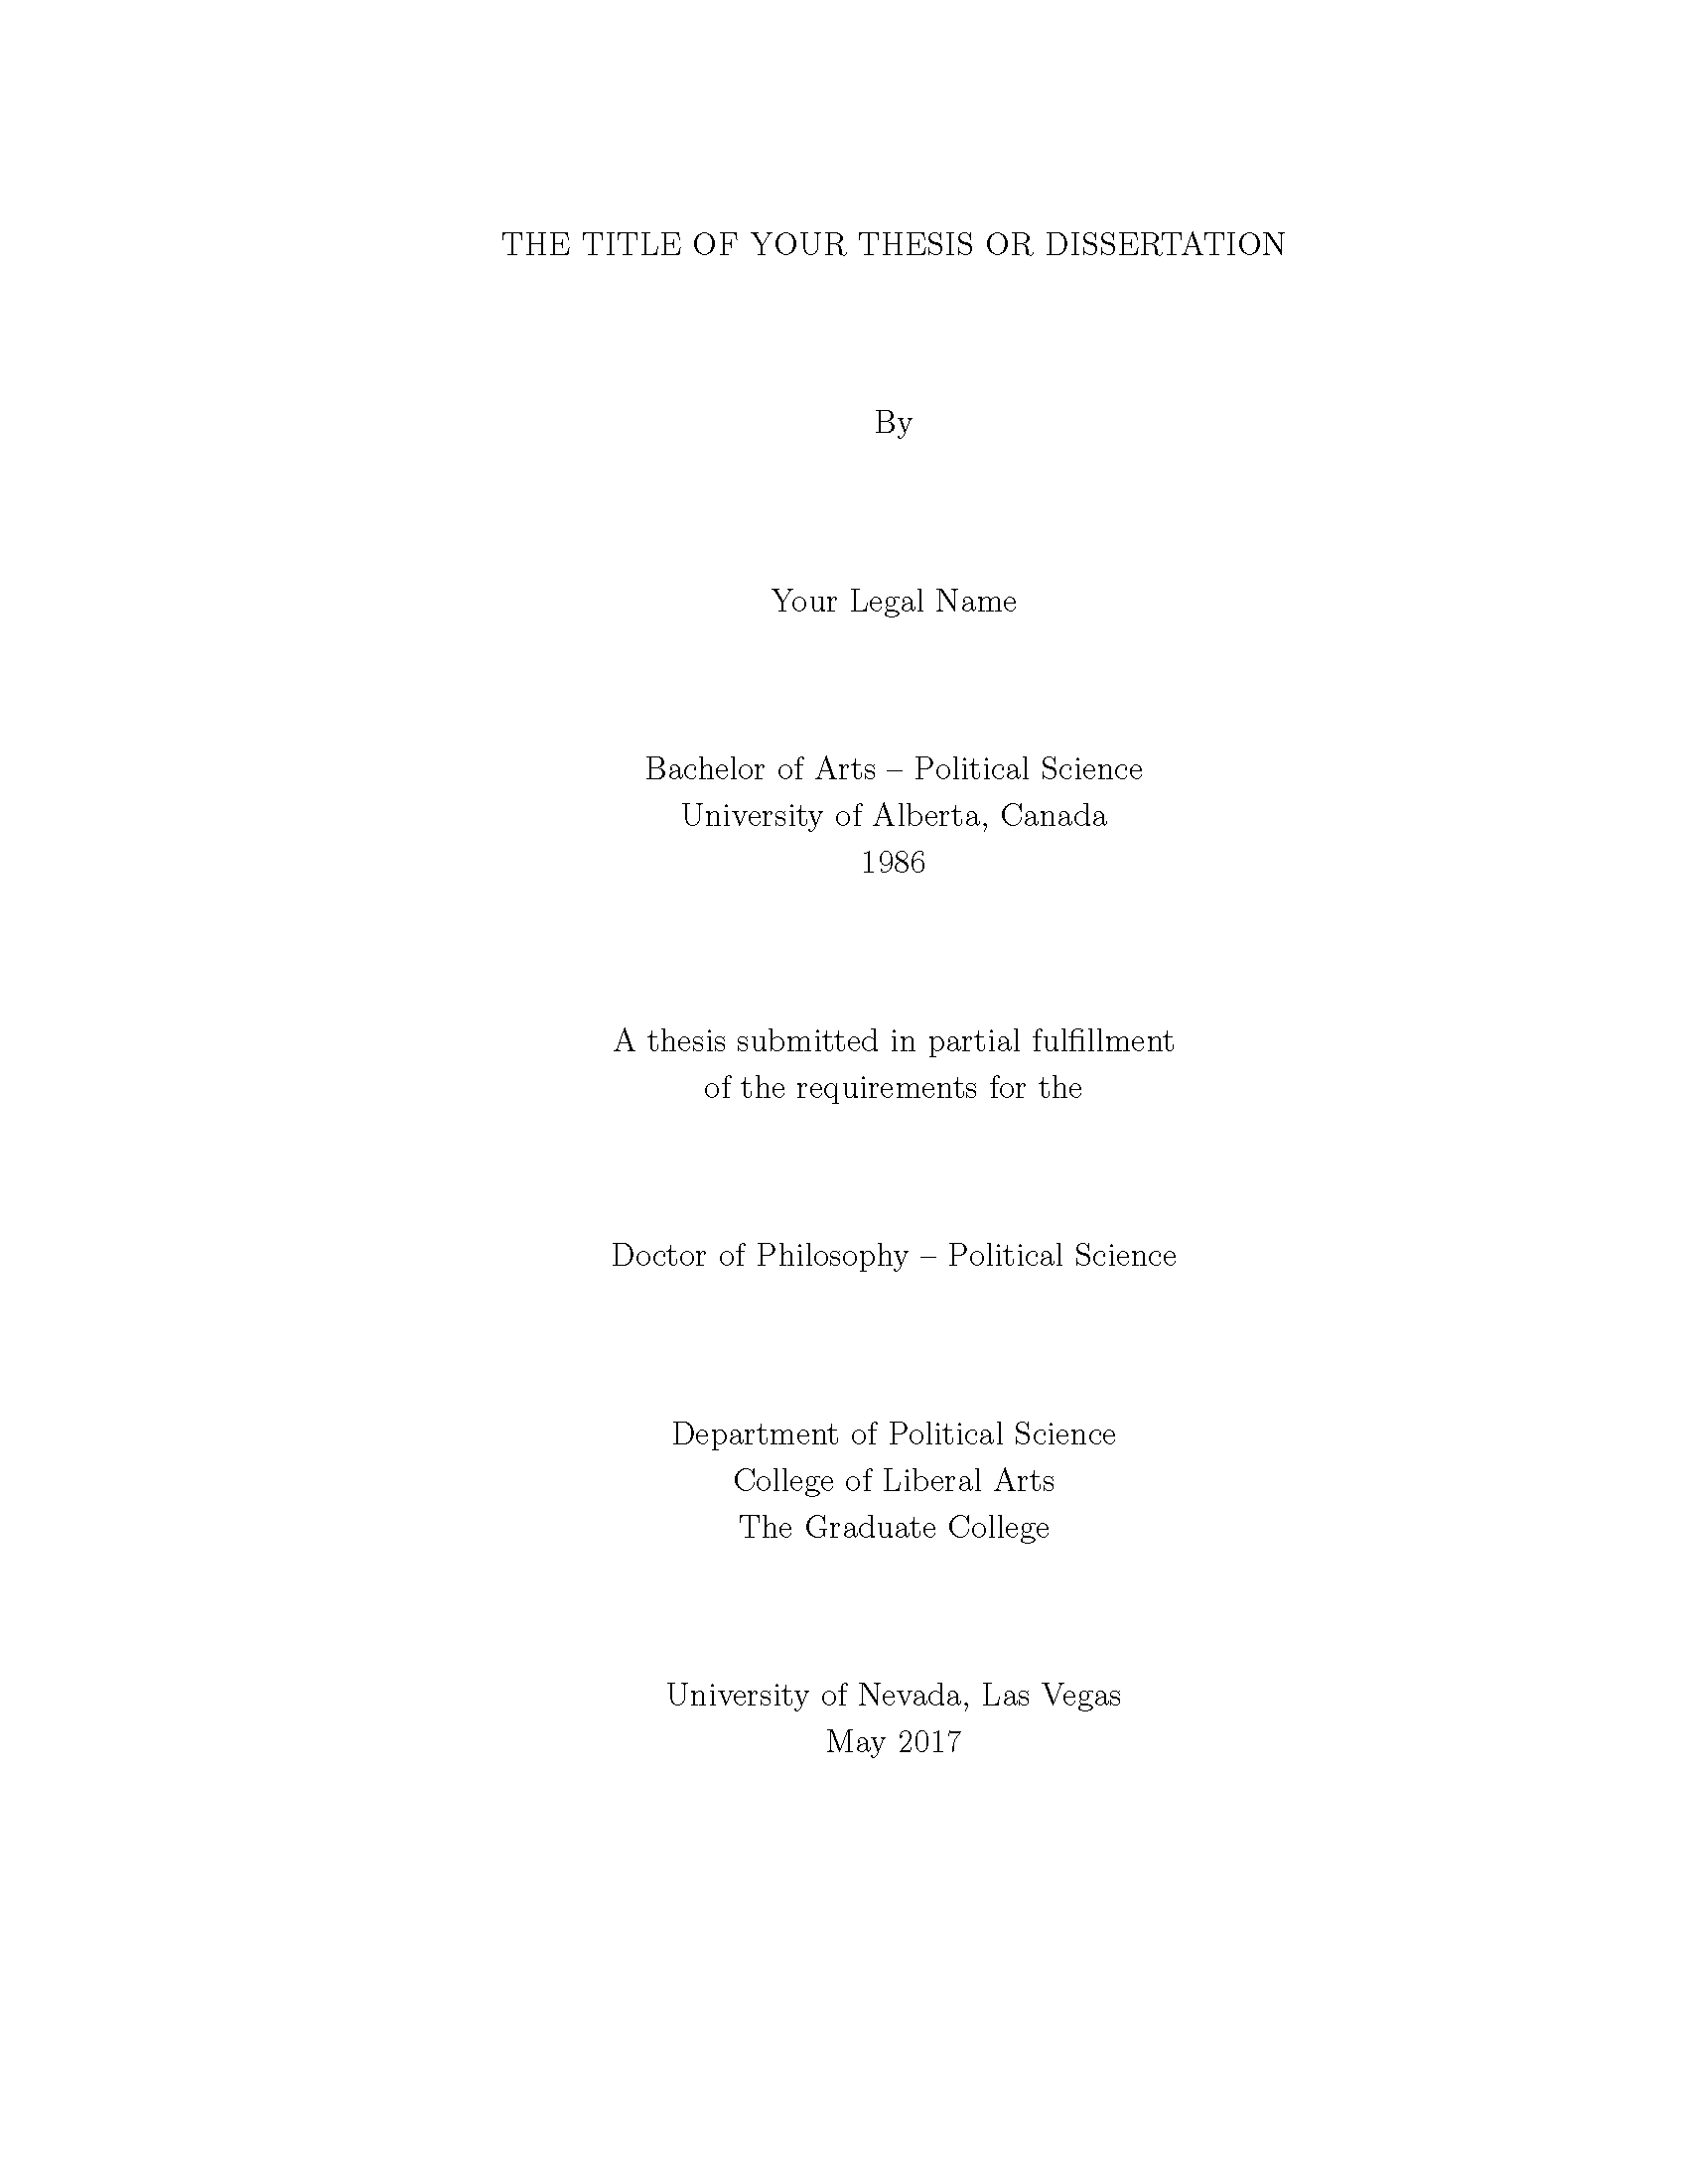 THE TITLE OF YOUR THESIS OR DISSERTATION
By
Your Legal Name
Bachelor of Arts – Political Science
University of Alberta, Canada
1986
A thesis submitted in partial fulfillment
of the requirements for the
Doctor of Philosophy – Political Science
Department of Political Science
College of Liberal Arts
The Graduate College
University of Nevada, Las Vegas
May 2017